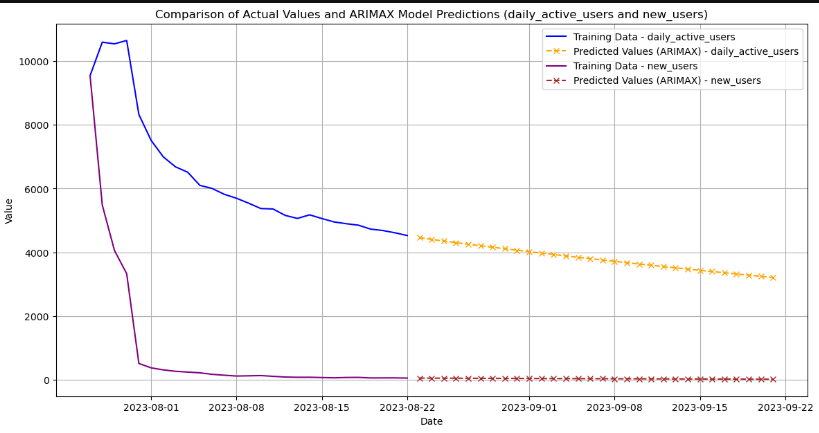 Comparison of Actual Values and ARIMAX Model Predictions (daily_active_users and new_users)
Training Data - daily_active_users
Predicted Values (ARIMAX) - daily_active_users
Training Data - new_users
Predicted Values (ARIMAX) - new_users
10000
8000
6000
4000
2000
0
Value
2023-08-01 2023-08-08 2023-08-15 2023-08-22 2023-09-01 2023-09-08 2023-09-15 2023-09-22
Date